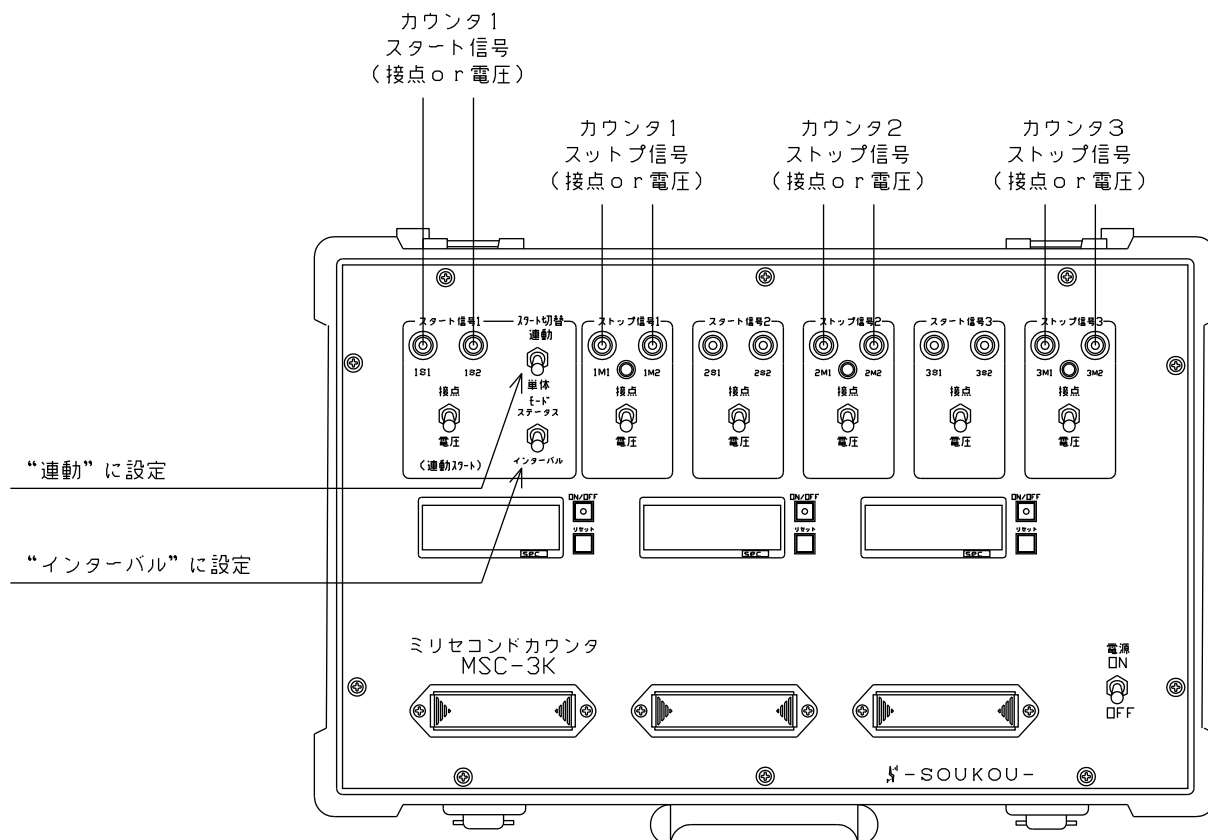 カウンタ1
スタート信号
(接点or電圧)
カウンタ1
スットプ信号
(接点or電圧)
カウンタ2
ストップ信号
(接点or電圧)
カウンタ3
ストップ信号
(接点or電圧)
スタート信号1
スタート切替
ストップ信号1
スタート信号2
ストップ信号2
スタート信号3
ストップ信号3
連動
1S1
1S2
1M1
1M2
2S1
2S2
2M1
2M2
3S1
3S2
3M1
3M2
単体
モード
ステータス
接点
接点
接点
接点
接点
接点
電圧
電圧
電圧
電圧
電圧
電圧
(連動スタート)
インターバル
“連動”に設定
ON/OFF
ON/OFF
ON/OFF
リセット
リセット
リセット
sec
sec
sec
“インターバル”に設定
ミリセコンドカウンタ
MSC-3K
電源
ON
OFF
-SOUKOU-